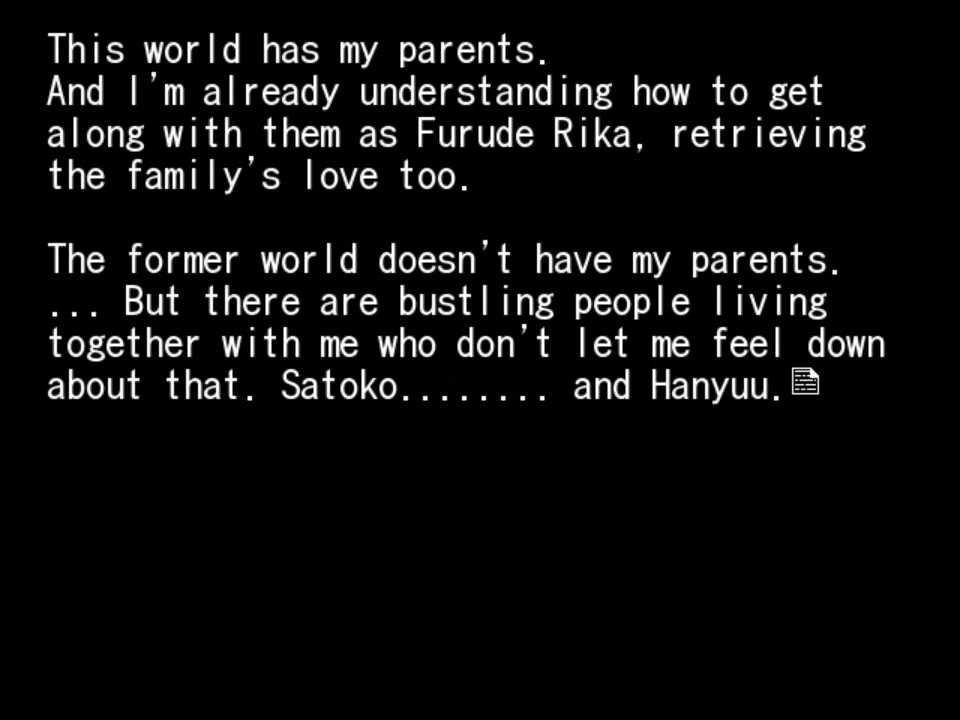 This world has my parents.
And I'm already understanding how to get
along with them as Furude Rika, retrieving
the family's love too.
The former world doesn't have my parents.
... But there are bustling people living
together with me who don't let me feel down
about that. Satoko........ and Hanyuu.